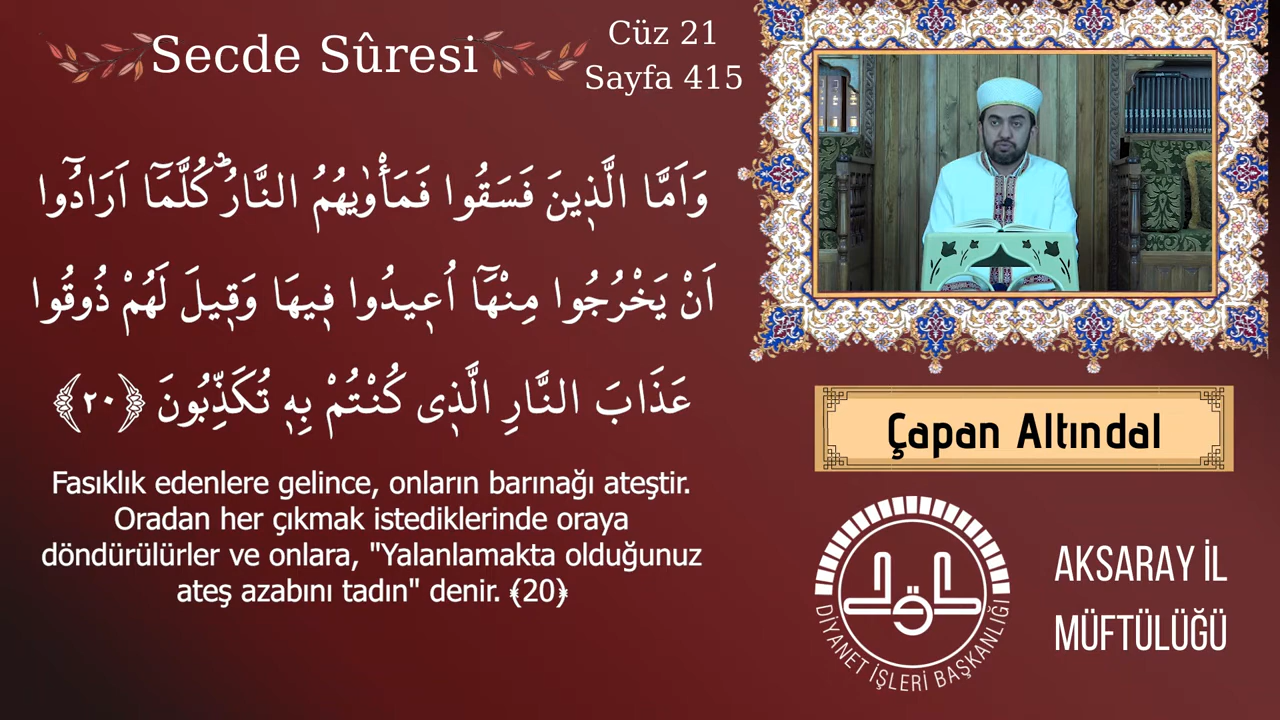 Secde Sûresi
Cüz 21
Sayfa 415
وَاَمَّا الَّذ۪ينَ فَسَقُوا فَمَأْوٰيهُمُ النَّارُۜ كُلَّمَٓا اَرَادُٓوا
اَنْ يَخْرُجُوا مِنْهَٓا اُع۪يدُوا ف۪يهَا وَق۪يلَ لَهُمْ ذُوقُوا
عَذَابَ النَّارِ الَّذ۪ي كُنْتُمْ بِه۪ تُكَذِّبُونَ ﴿٢٠﴾
Fasıklık edenlere gelince, onların barınağı ateştir.
Oradan her çıkmak istediklerinde oraya
döndürülürler ve onlara, "Yalanlamakta olduğunuz
ateş azabını tadın" denir. ﴾20﴿
Çapan Altındal
DİYANET İŞLERİ BAŞKANLIĞI
AKSARAY İL
MÜFTÜLÜĞÜ